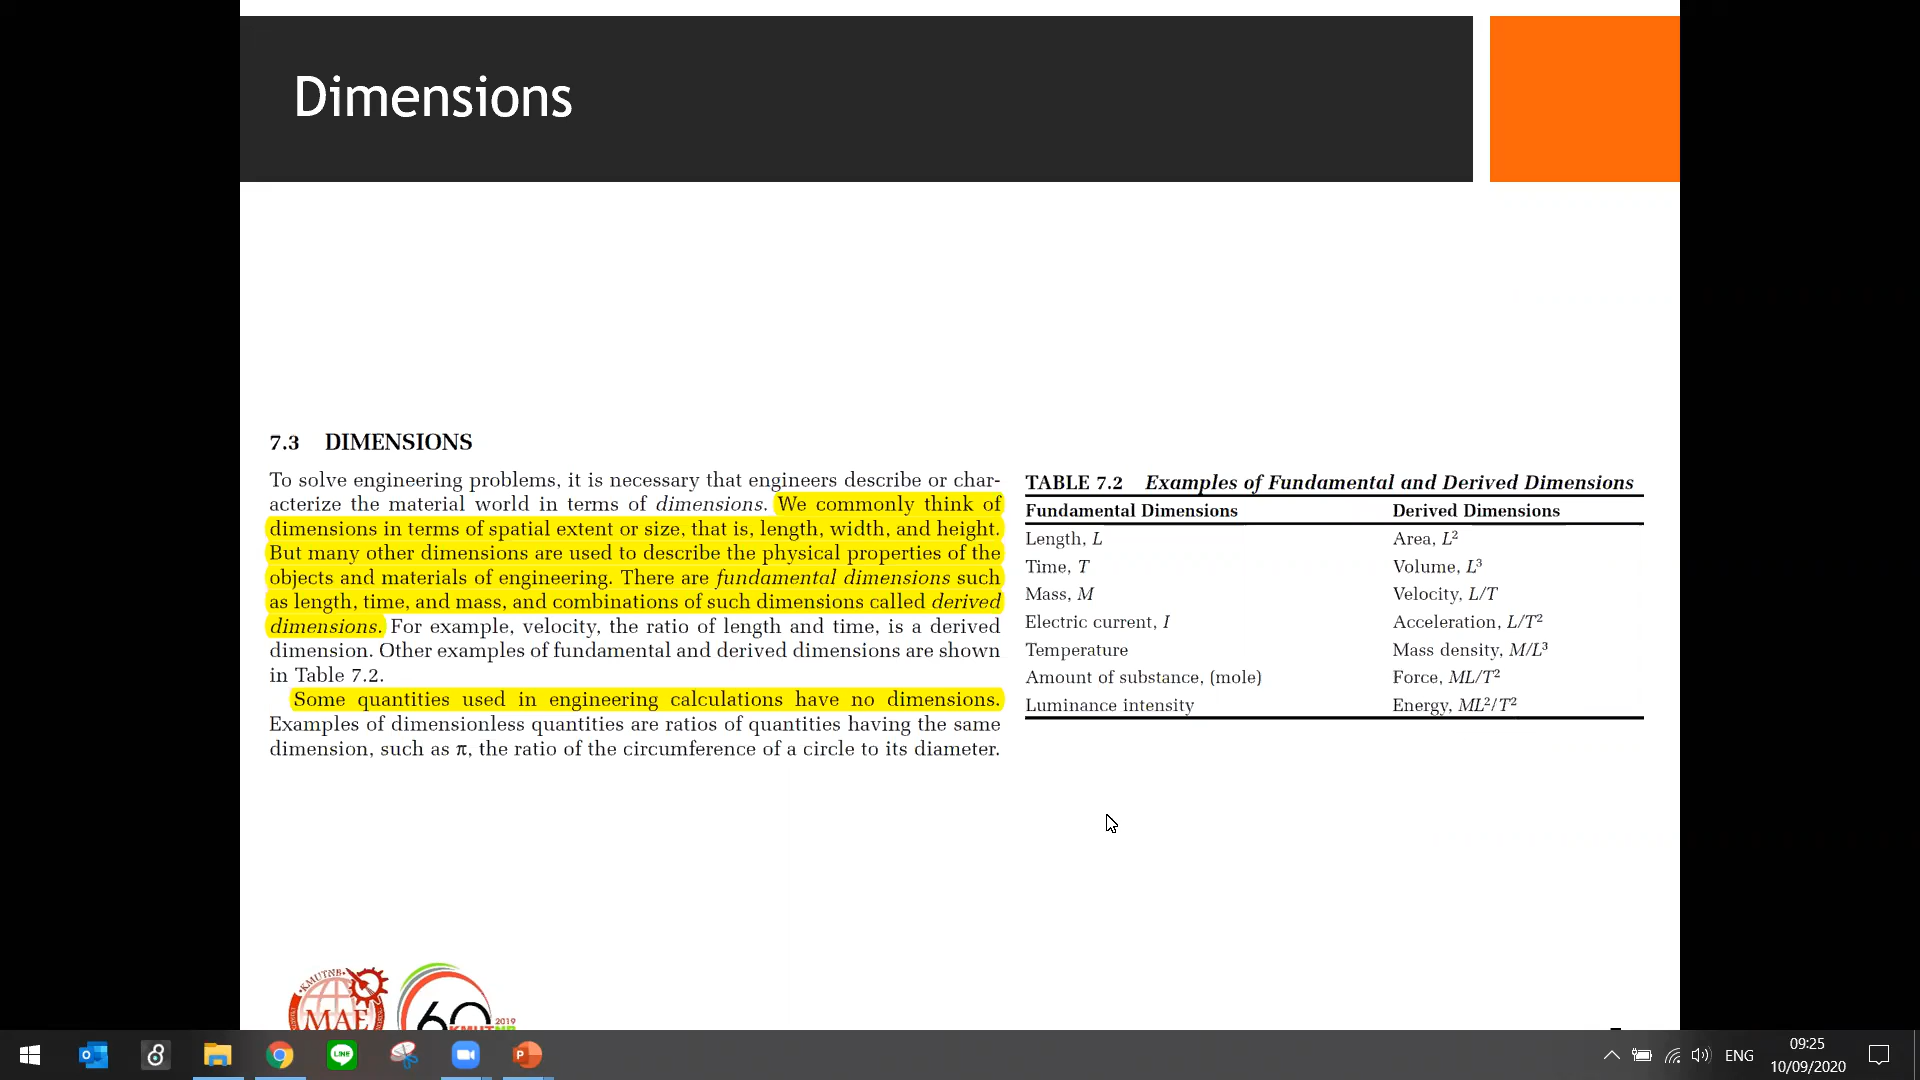 Dimensions
7.3 DIMENSIONS
To solve engineering problems, it is necessary that engineers describe or char-
acterize the material world in terms of dimensions. We commonly think of
dimensions in terms of spatial extent or size, that is, length, width, and height.
But many other dimensions are used to describe the physical properties of the
objects and materials of engineering. There are fundamental dimensions such
as length, time, and mass, and combinations of such dimensions called derived
dimensions. For example, velocity, the ratio of length and time, is a derived
dimension. Other examples of fundamental and derived dimensions are shown
in Table 7.2.
Some quantities used in engineering calculations have no dimensions.
Examples of dimensionless quantities are ratios of quantities having the same
dimension, such as π, the ratio of the circumference of a circle to its diameter.
TABLE 7.2 Examples of Fundamental and Derived Dimensions
Fundamental Dimensions Derived Dimensions
Length, L Area, L²
Time, T Volume, L³
Mass, M Velocity, L/T
Electric current, I Acceleration, L/T²
Temperature Mass density, M/L³
Amount of substance, (mole) Force, ML/T²
Luminance intensity Energy, ML²/T²
KMUTNB
MAE
60
2019
KMUTNB
LINE
ENG
09:25
10/09/2020